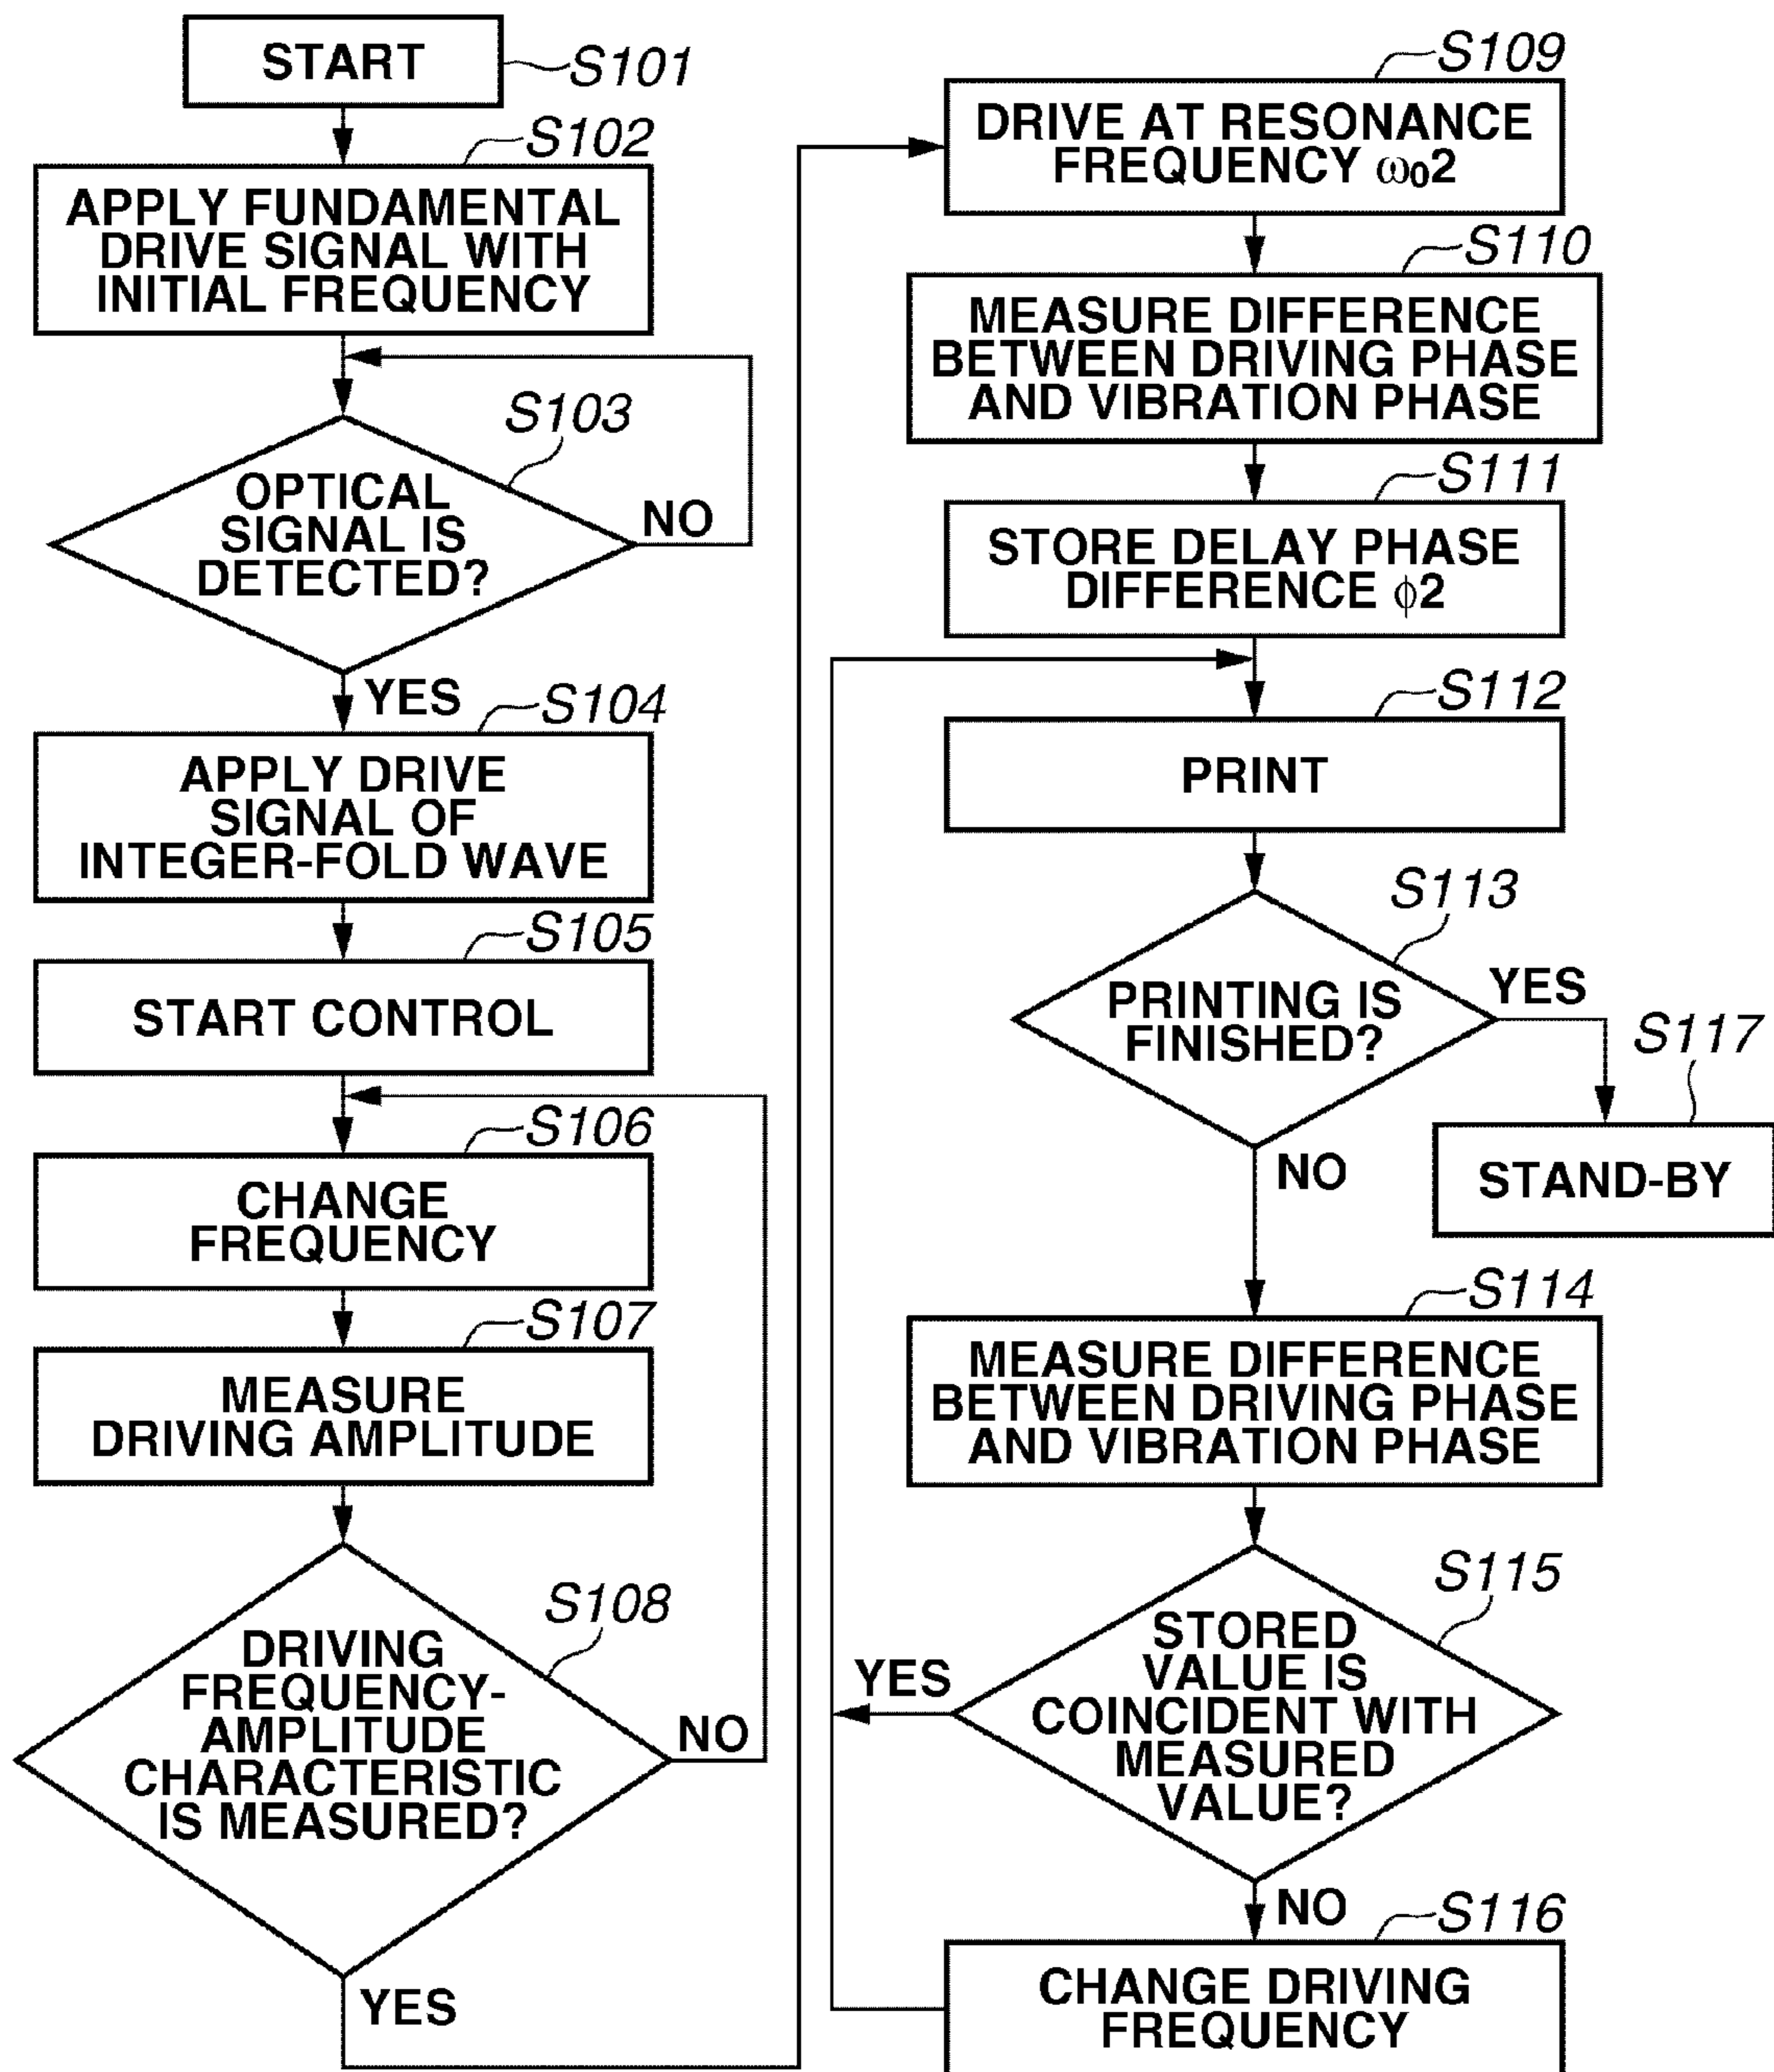 START
S101
S102
APPLY FUNDAMENTAL
DRIVE SIGNAL WITH
INITIAL FREQUENCY
S103
OPTICAL
SIGNAL IS
DETECTED?
NO
YES
S104
APPLY DRIVE
SIGNAL OF
INTEGER-FOLD WAVE
S105
START CONTROL
S106
CHANGE
FREQUENCY
S107
MEASURE
DRIVING AMPLITUDE
S108
DRIVING
FREQUENCY-
AMPLITUDE
CHARACTERISTIC
IS MEASURED?
NO
YES
S109
DRIVE AT RESONANCE
FREQUENCY ω₀2
S110
MEASURE DIFFERENCE
BETWEEN DRIVING PHASE
AND VIBRATION PHASE
S111
STORE DELAY PHASE
DIFFERENCE ϕ2
S112
PRINT
S113
PRINTING IS
FINISHED?
YES
S117
STAND-BY
NO
S114
MEASURE DIFFERENCE
BETWEEN DRIVING PHASE
AND VIBRATION PHASE
S115
STORED
VALUE IS
COINCIDENT WITH
MEASURED
VALUE?
YES
NO
S116
CHANGE DRIVING
FREQUENCY